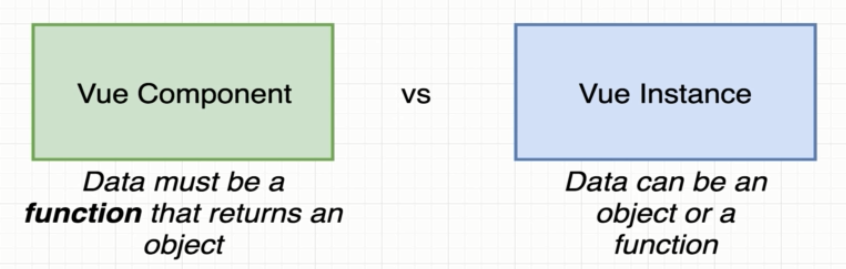 Vue Component
vs
Vue Instance
Data must be a
function that returns an
object
Data can be an
object or a
function